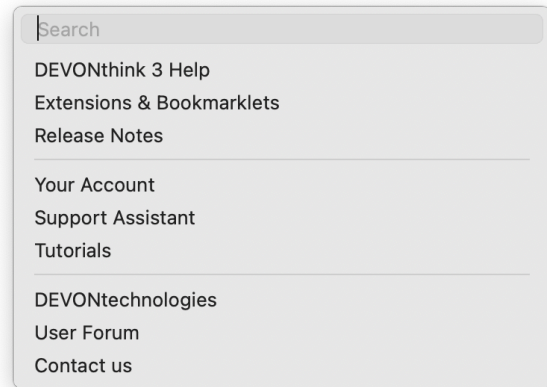 Search
DEVONthink 3 Help
Extensions & Bookmarklets
Release Notes
Your Account
Support Assistant
Tutorials
DEVONtechnologies
User Forum
Contact us